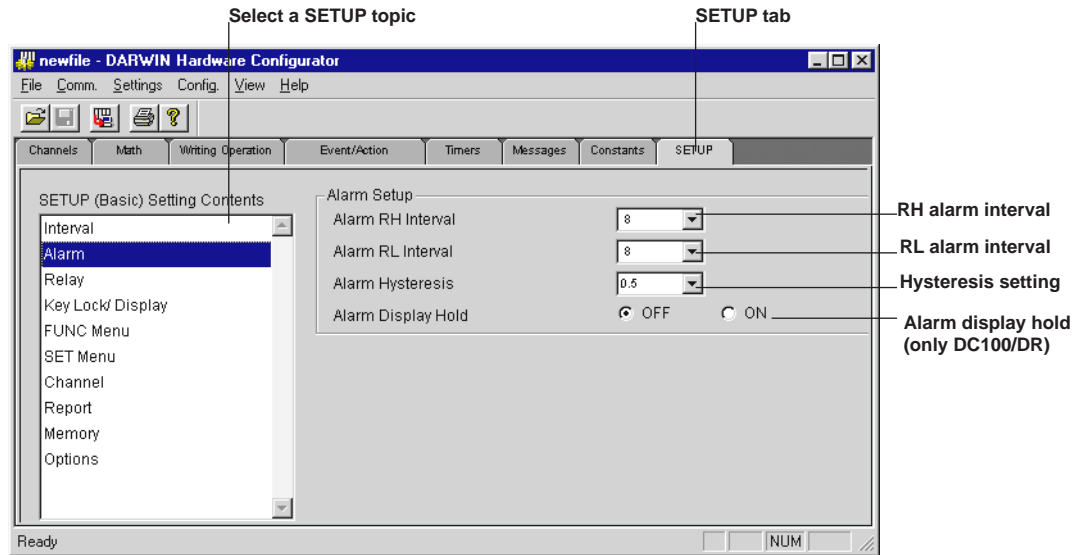 Select a SETUP topic
SETUP tab
newfile - DARWIN Hardware Configurator
File Comm. Settings Config. View Help
Channels Math Writing Operation Event/Action Timers Messages Constants SETUP
SETUP (Basic) Setting Contents
Interval
Alarm
Relay
Key Lock/ Display
FUNC Menu
SET Menu
Channel
Report
Memory
Options
Alarm Setup
Alarm RH Interval 8
Alarm RL Interval 8
Alarm Hysteresis 0.5
Alarm Display Hold OFF ON
RH alarm interval
RL alarm interval
Hysteresis setting
Alarm display hold
(only DC100/DR)
Ready NUM